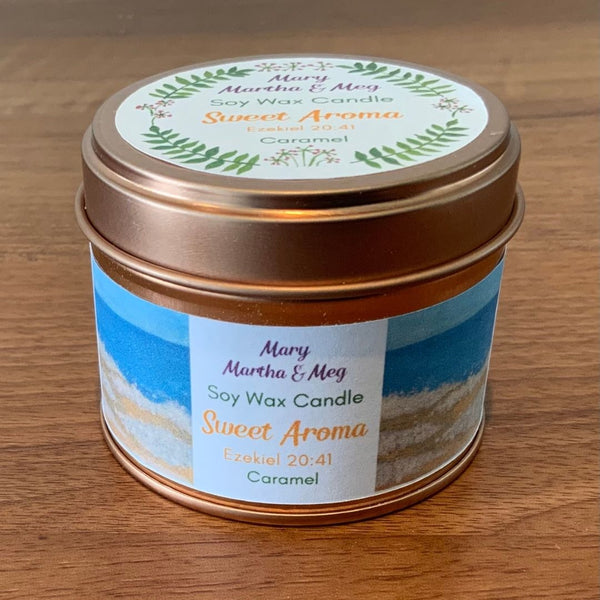 Mary
Martha & Meg
Soy Wax Candle
Sweet Aroma
Ezekiel 20:41
Caramel
Mary
Martha & Meg
Soy Wax Candle
Sweet Aroma
Ezekiel 20:41
Caramel